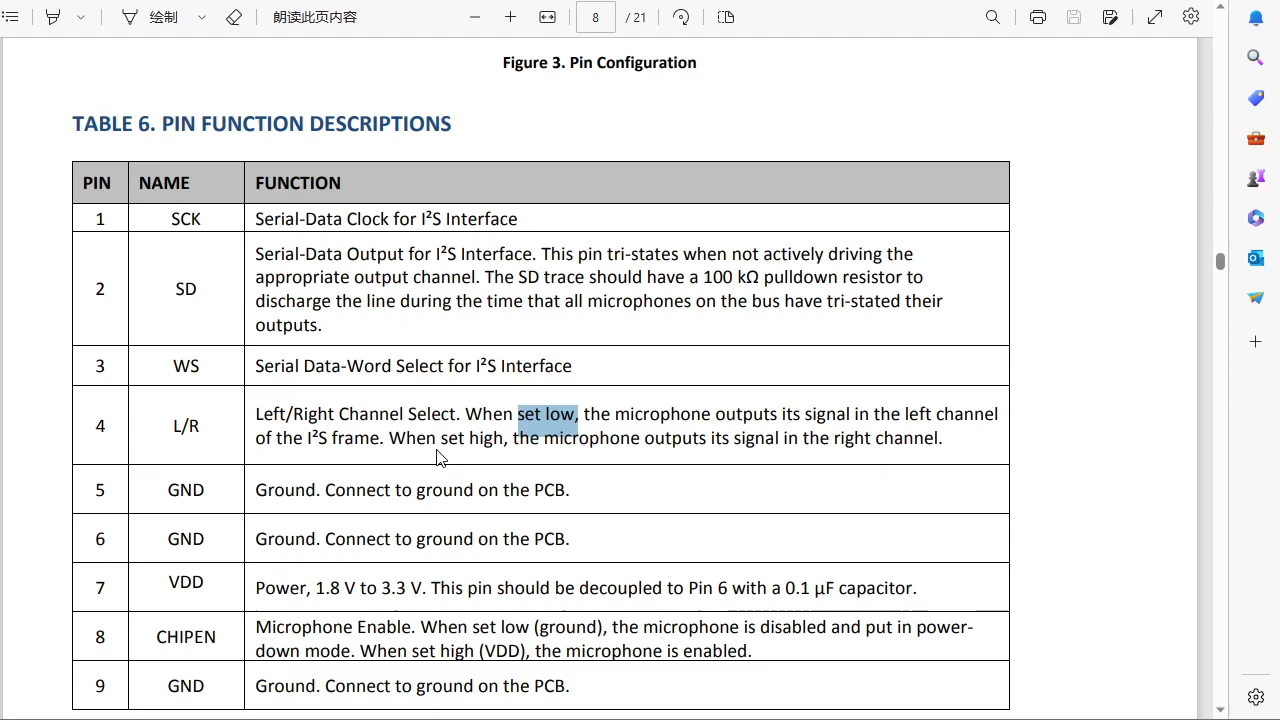 绘制 朗读此页内容 8 / 21
Figure 3. Pin Configuration
TABLE 6. PIN FUNCTION DESCRIPTIONS
PIN NAME FUNCTION
1 SCK Serial-Data Clock for I²S Interface
2 SD Serial-Data Output for I²S Interface. This pin tri-states when not actively driving the
appropriate output channel. The SD trace should have a 100 kΩ pulldown resistor to
discharge the line during the time that all microphones on the bus have tri-stated their
outputs.
3 WS Serial Data-Word Select for I²S Interface
4 L/R Left/Right Channel Select. When set low, the microphone outputs its signal in the left channel
of the I²S frame. When set high, the microphone outputs its signal in the right channel.
5 GND Ground. Connect to ground on the PCB.
6 GND Ground. Connect to ground on the PCB.
7 VDD Power, 1.8 V to 3.3 V. This pin should be decoupled to Pin 6 with a 0.1 μF capacitor.
8 CHIPEN Microphone Enable. When set low (ground), the microphone is disabled and put in power-
down mode. When set high (VDD), the microphone is enabled.
9 GND Ground. Connect to ground on the PCB.